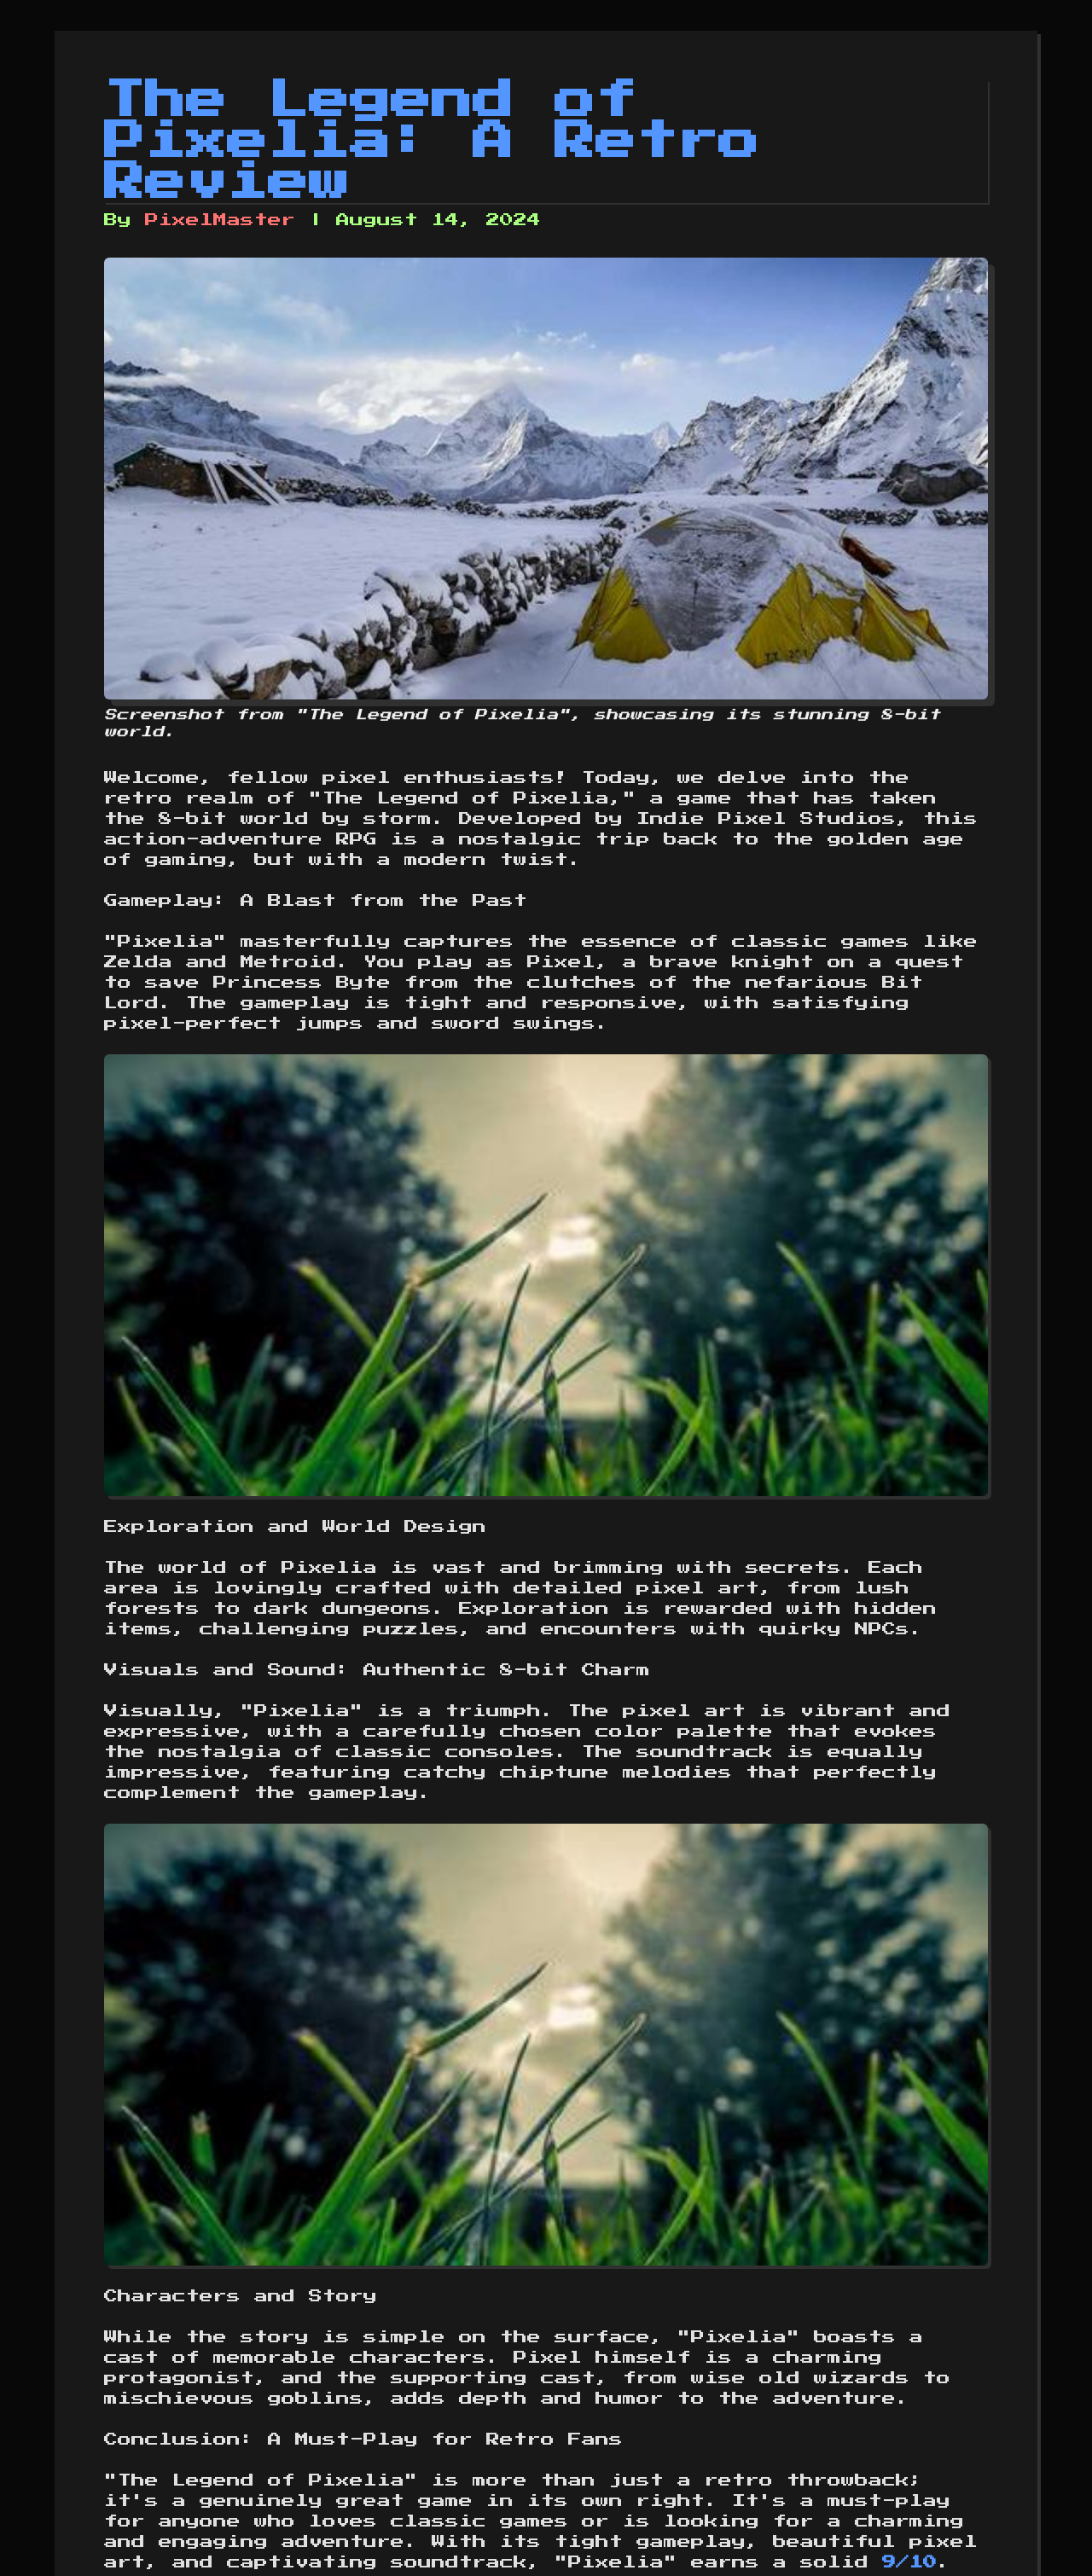 The Legend of
Pixelia: A Retro
Review
By PixelMaster | August 14, 2024
Screenshot from "The Legend of Pixelia", showcasing its stunning 8-bit
world.
Welcome, fellow pixel enthusiasts! Today, we delve into the
retro realm of "The Legend of Pixelia," a game that has taken
the 8-bit world by storm. Developed by Indie Pixel Studios, this
action-adventure RPG is a nostalgic trip back to the golden age
of gaming, but with a modern twist.
Gameplay: A Blast from the Past
"Pixelia" masterfully captures the essence of classic games like
Zelda and Metroid. You play as Pixel, a brave knight on a quest
to save Princess Byte from the clutches of the nefarious Bit
Lord. The gameplay is tight and responsive, with satisfying
pixel-perfect jumps and sword swings.
Exploration and World Design
The world of Pixelia is vast and brimming with secrets. Each
area is lovingly crafted with detailed pixel art, from lush
forests to dark dungeons. Exploration is rewarded with hidden
items, challenging puzzles, and encounters with quirky NPCs.
Visuals and Sound: Authentic 8-bit Charm
Visually, "Pixelia" is a triumph. The pixel art is vibrant and
expressive, with a carefully chosen color palette that evokes
the nostalgia of classic consoles. The soundtrack is equally
impressive, featuring catchy chiptune melodies that perfectly
complement the gameplay.
Characters and Story
While the story is simple on the surface, "Pixelia" boasts a
cast of memorable characters. Pixel himself is a charming
protagonist, and the supporting cast, from wise old wizards to
mischievous goblins, adds depth and humor to the adventure.
Conclusion: A Must-Play for Retro Fans
"The Legend of Pixelia" is more than just a retro throwback;
it's a genuinely great game in its own right. It's a must-play
for anyone who loves classic games or is looking for a charming
and engaging adventure. With its tight gameplay, beautiful pixel
art, and captivating soundtrack, "Pixelia" earns a solid 9/10.